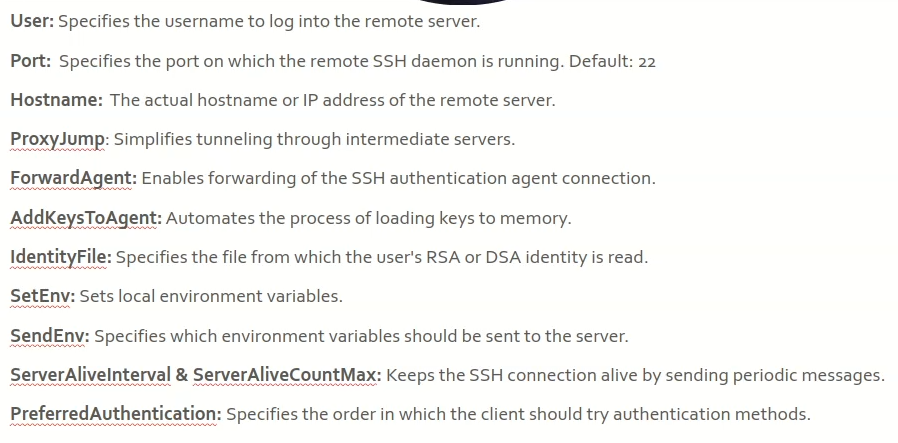 User: Specifies the username to log into the remote server.
Port: Specifies the port on which the remote SSH daemon is running. Default: 22
Hostname: The actual hostname or IP address of the remote server.
ProxyJump: Simplifies tunneling through intermediate servers.
ForwardAgent: Enables forwarding of the SSH authentication agent connection.
AddKeysToAgent: Automates the process of loading keys to memory.
IdentityFile: Specifies the file from which the user's RSA or DSA identity is read.
SetEnv: Sets local environment variables.
SendEnv: Specifies which environment variables should be sent to the server.
ServerAliveInterval & ServerAliveCountMax: Keeps the SSH connection alive by sending periodic messages.
PreferredAuthentication: Specifies the order in which the client should try authentication methods.